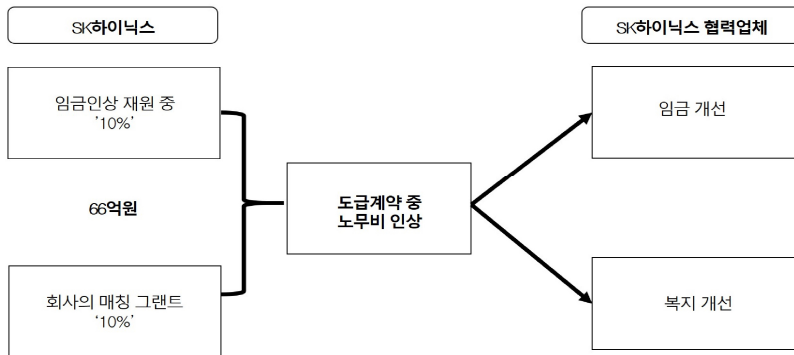 SK하이닉스
SK하이닉스 협력업체
임금인상 재원 중
'10%'
임금 개선
66억원
도급계약 중
노무비 인상
회사의 매칭 그랜트
'10%'
복지 개선